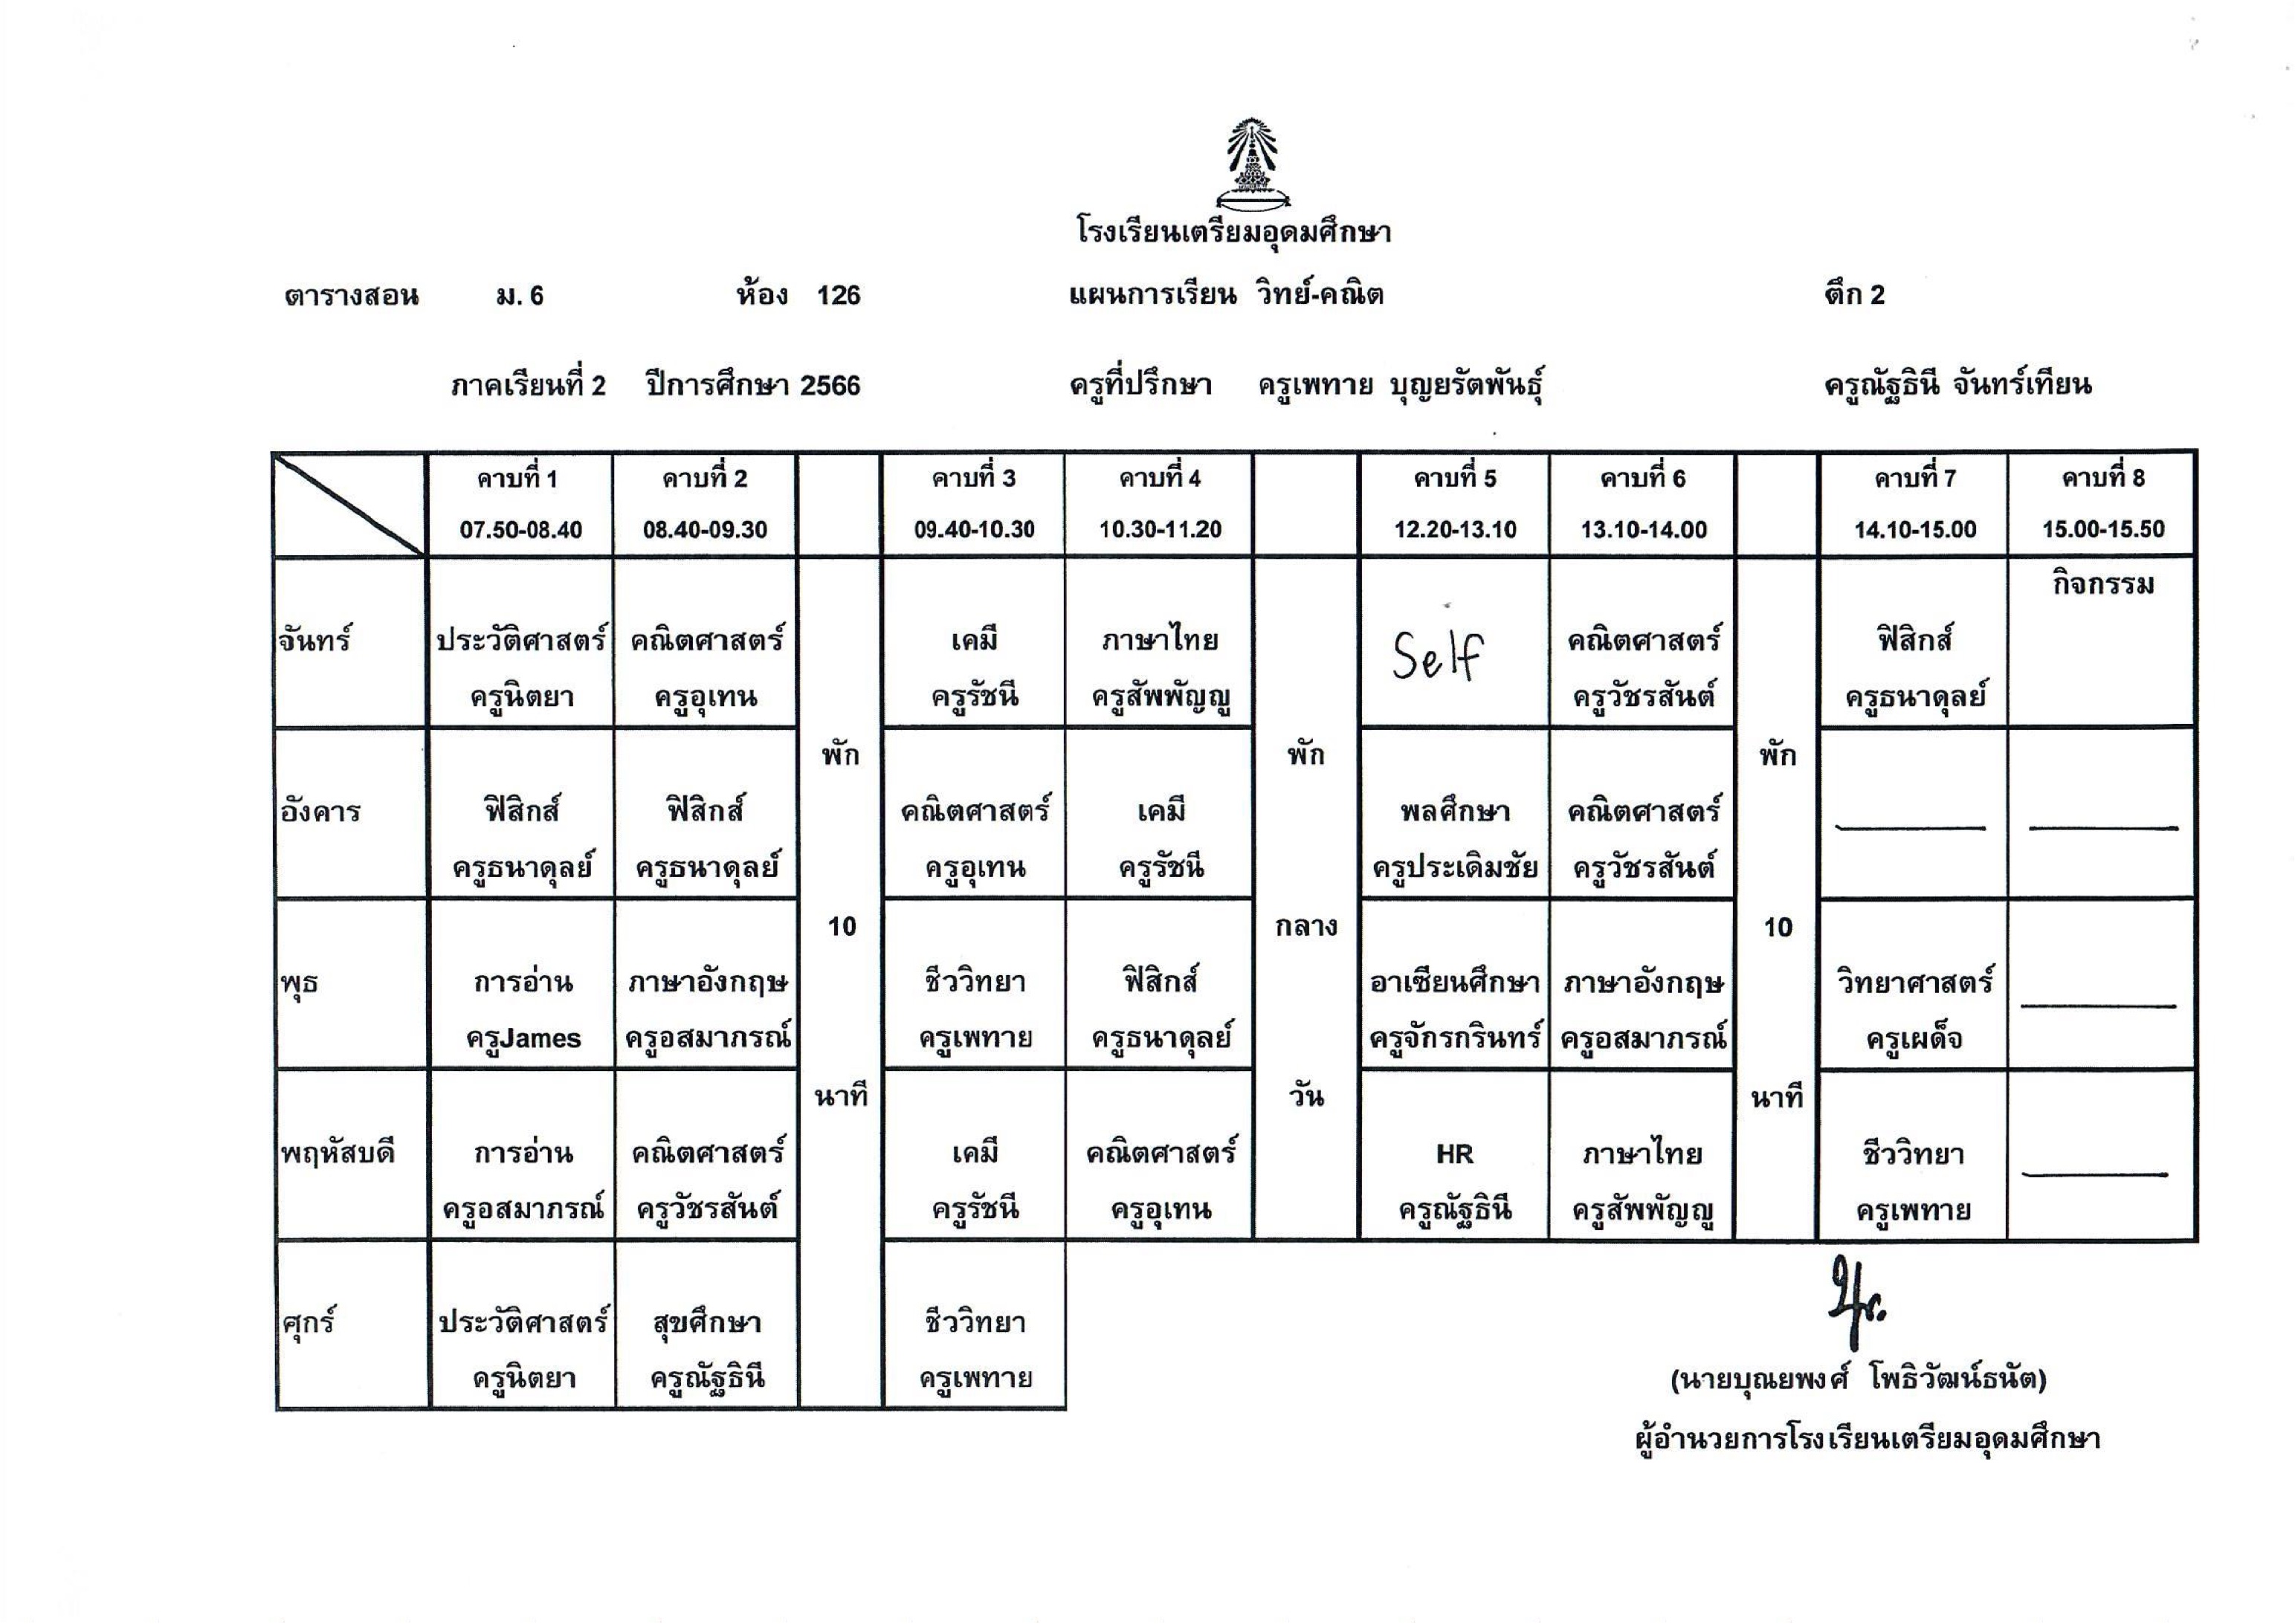 โรงเรียนเตรียมอุดมศึกษา
ตารางสอน ม. 6 ห้อง 126 แผนการเรียน วิทย์-คณิต ตึก 2
ภาคเรียนที่ 2 ปีการศึกษา 2566 ครูที่ปรึกษา ครูเพทาย บุญยรัตพันธุ์ ครูณัฐธินี จันทร์เทียน
คาบที่ 1 คาบที่ 2 คาบที่ 3 คาบที่ 4 คาบที่ 5 คาบที่ 6 คาบที่ 7 คาบที่ 8
07.50-08.40 08.40-09.30 09.40-10.30 10.30-11.20 12.20-13.10 13.10-14.00 14.10-15.00 15.00-15.50
กิจกรรม
จันทร์ ประวัติศาสตร์ คณิตศาสตร์ เคมี ภาษาไทย Self คณิตศาสตร์ ฟิสิกส์
ครูนิตยา ครูอุเทน ครูรัชนี ครูสัพพัญญู ครูวัชรสันต์ ครูธนาดุลย์
พัก พัก พัก
อังคาร ฟิสิกส์ ฟิสิกส์ คณิตศาสตร์ เคมี พลศึกษา คณิตศาสตร์
ครูธนาดุลย์ ครูธนาดุลย์ ครูอุเทน ครูรัชนี ครูประเดิมชัย ครูวัชรสันต์
10 กลาง 10
พุธ การอ่าน ภาษาอังกฤษ ชีววิทยา ฟิสิกส์ อาเซียนศึกษา ภาษาอังกฤษ วิทยาศาสตร์
ครูJames ครูอสมาภรณ์ ครูเพทาย ครูธนาดุลย์ ครูจักรกรินทร์ ครูอสมาภรณ์ ครูเผด็จ
นาที วัน นาที
พฤหัสบดี การอ่าน คณิตศาสตร์ เคมี คณิตศาสตร์ HR ภาษาไทย ชีววิทยา
ครูอสมาภรณ์ ครูวัชรสันต์ ครูรัชนี ครูอุเทน ครูณัฐธินี ครูสัพพัญญู ครูเพทาย
ศุกร์ ประวัติศาสตร์ สุขศึกษา ชีววิทยา
ครูนิตยา ครูณัฐธินี ครูเพทาย
(นายบุณยพงศ์ โพธิวัฒน์ธนัต)
ผู้อำนวยการโรงเรียนเตรียมอุดมศึกษา